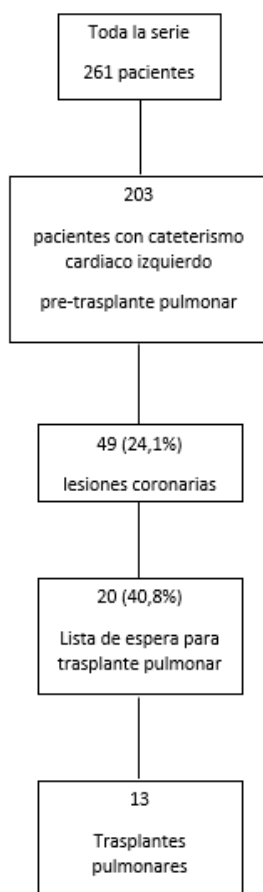 Toda la serie
261 pacientes
203
pacientes con cateterismo
cardiaco izquierdo
pre-trasplante pulmonar
49 (24,1%)
lesiones coronarias
20 (40,8%)
Lista de espera para
trasplante pulmonar
13
Trasplantes
pulmonares